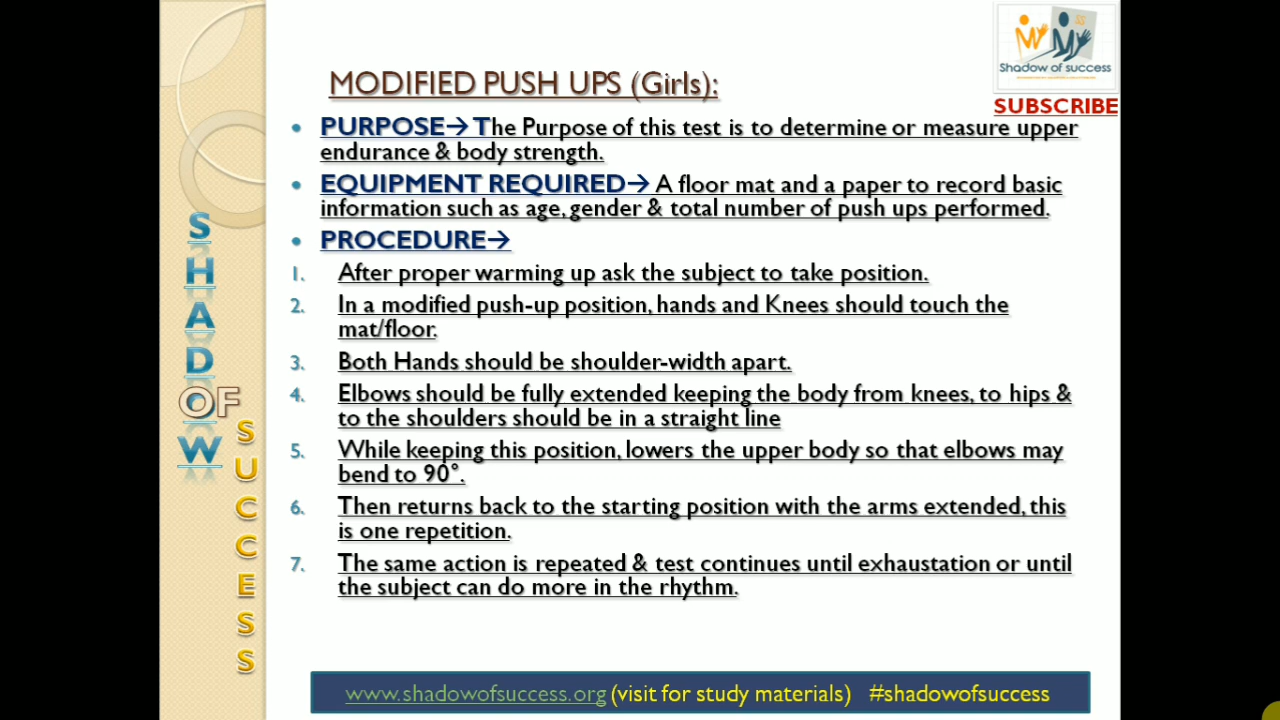 Shadow of success
SUBSCRIBE
MODIFIED PUSH UPS (Girls):
• PURPOSE→ The Purpose of this test is to determine or measure upper
endurance & body strength.
• EQUIPMENT REQUIRED→ A floor mat and a paper to record basic
information such as age, gender & total number of push ups performed.
• PROCEDURE→
1. After proper warming up ask the subject to take position.
2. In a modified push-up position, hands and Knees should touch the
mat/floor.
3. Both Hands should be shoulder-width apart.
4. Elbows should be fully extended keeping the body from knees, to hips &
to the shoulders should be in a straight line
5. While keeping this position, lowers the upper body so that elbows may
bend to 90°.
6. Then returns back to the starting position with the arms extended, this
is one repetition.
7. The same action is repeated & test continues until exhaustation or until
the subject can do more in the rhythm.
SHADOW
OF
SUCCESS
www.shadowofsuccess.org (visit for study materials) #shadowofsuccess